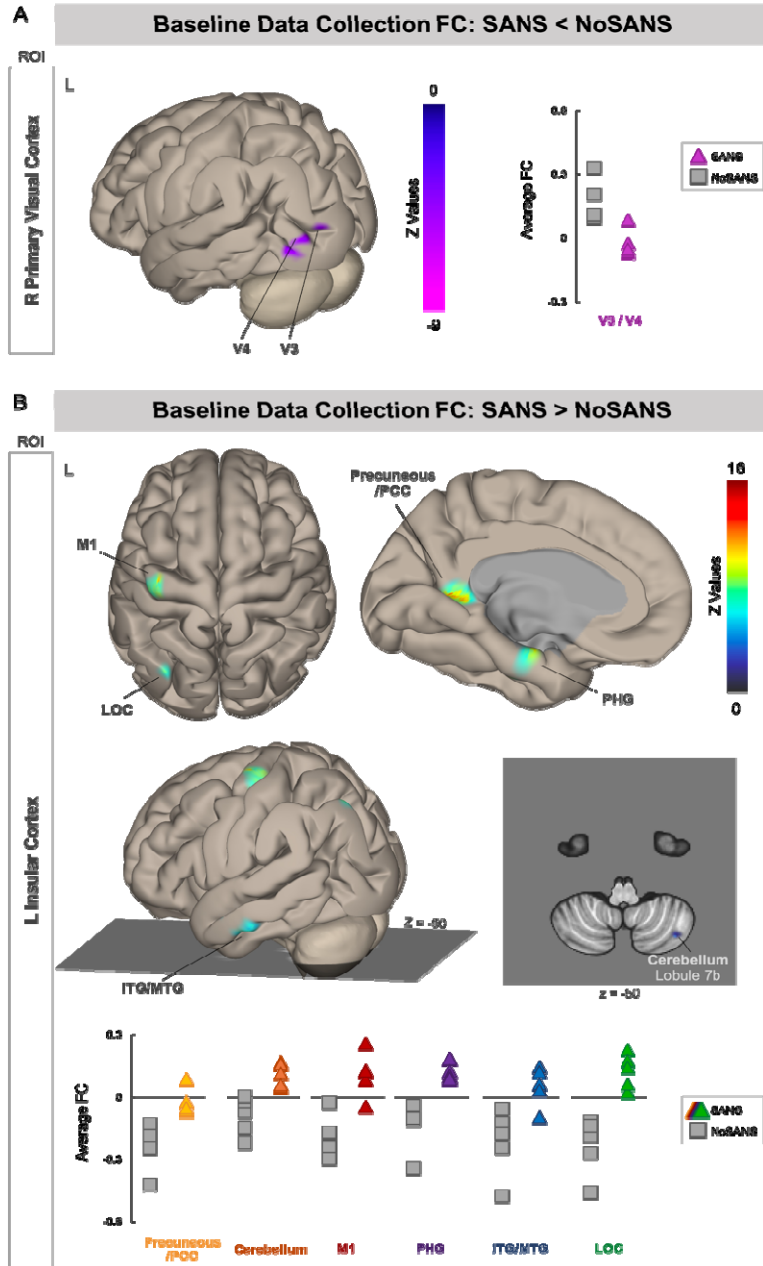 A
Baseline Data Collection FC: SANS < NoSANS
ROI
R Primary Visual Cortex
L
0
Z Values
V4
V3
0.6
0.3
0
-0.3
Average FC
SANS
NoSANS
V3 / V4
B
Baseline Data Collection FC: SANS > NoSANS
ROI
L Insular Cortex
L
M1
LOC
Precuneous
/PCC
PHG
16
Z Values
0
Z = -50
ITG/MTG
Cerebellum
Lobule 7b
z = -50
0.3
0
-0.3
-0.6
Average FC
SANS
NoSANS
Precuneous
/PCC
Cerebellum
M1
PHG
ITG/MTG
LOC